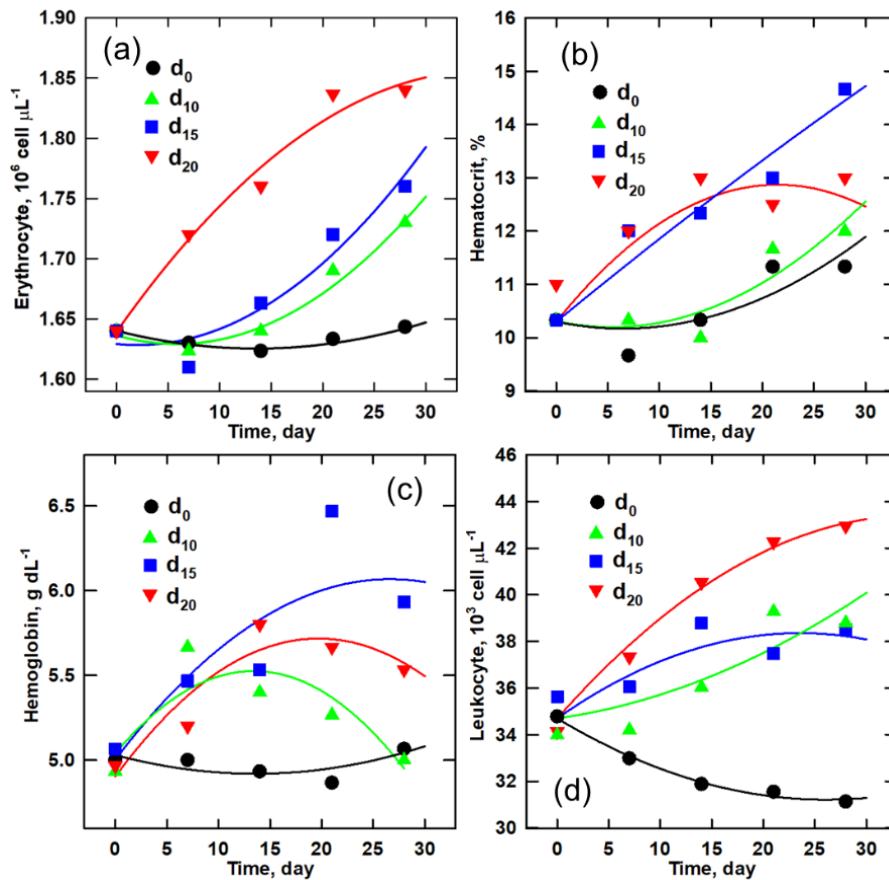 (a)
d₀
d₁₀
d₁₅
d₂₀
Erythrocyte, 10⁶ cell μL⁻¹
1.90
1.85
1.80
1.75
1.70
1.65
1.60
0 5 10 15 20 25 30
Time, day
(b)
d₀
d₁₀
d₁₅
d₂₀
Hematocrit, %
16
15
14
13
12
11
10
9
0 5 10 15 20 25 30
Time, day
(c)
d₀
d₁₀
d₁₅
d₂₀
Hemoglobin, g dL⁻¹
6.5
6.0
5.5
5.0
0 5 10 15 20 25 30
Time, day
(d)
d₀
d₁₀
d₁₅
d₂₀
Leukocyte, 10³ cell μL⁻¹
46
44
42
40
38
36
34
32
30
0 5 10 15 20 25 30
Time, day